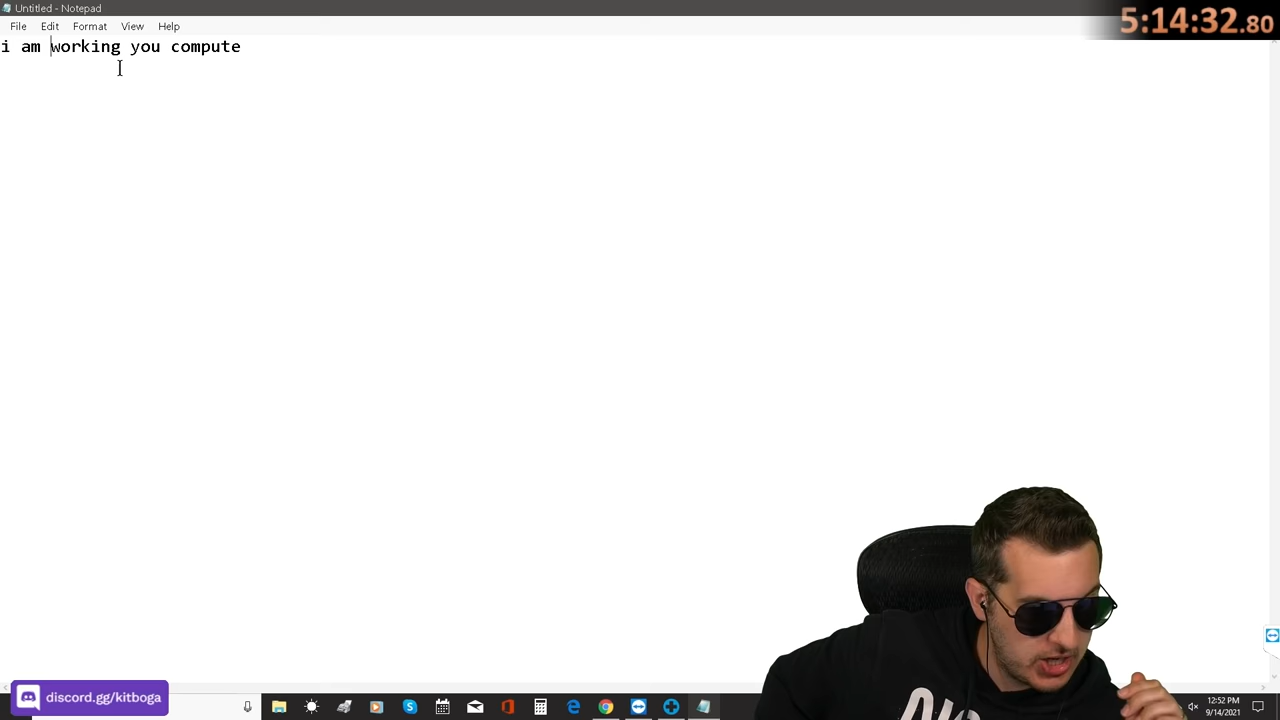 Untitled - Notepad
5:14:32.80
File Edit Format View Help
i am working you compute
discord.gg/kitboga
12:52 PM
9/14/2021